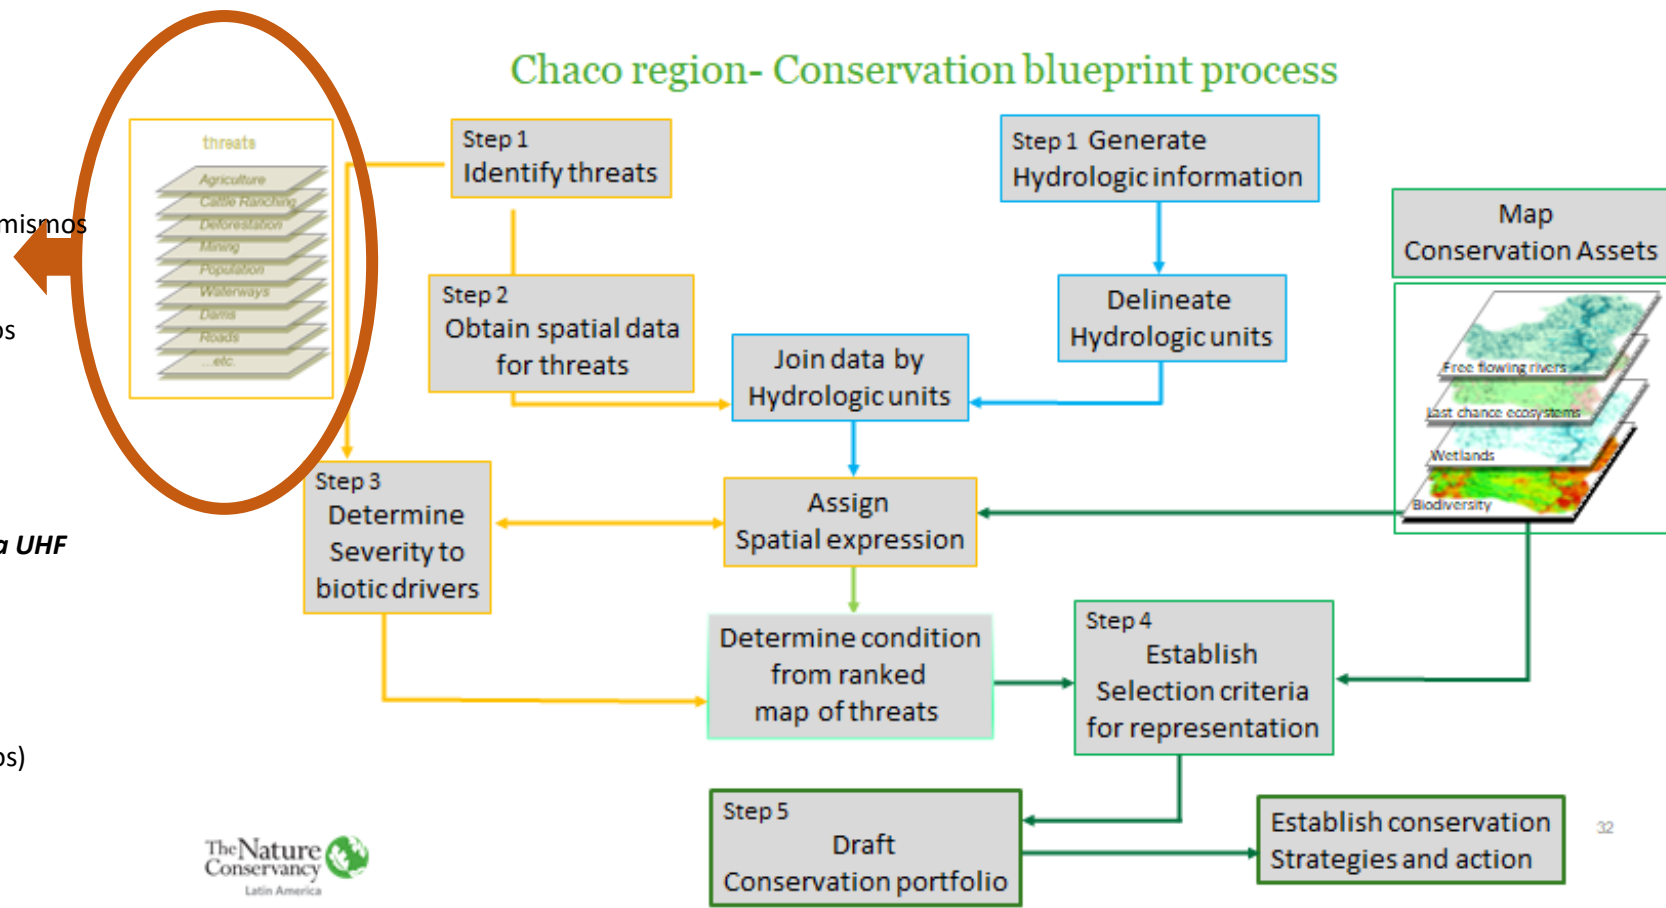 Chaco region- Conservation blueprint process
mismos
os
a UHF
os)
threats
Agriculture
Cattle Ranching
Deforestation
Mining
Population
Waterways
Dams
Roads
...etc.
Step 1
Identify threats
Step 2
Obtain spatial data
for threats
Step 3
Determine
Severity to
biotic drivers
Step 1 Generate
Hydrologic information
Delineate
Hydrologic units
Join data by
Hydrologic units
Assign
Spatial expression
Determine condition
from ranked
map of threats
Map
Conservation Assets
Free flowing rivers
Last chance ecosystems
Wetlands
Biodiversity
Step 4
Establish
Selection criteria
for representation
Step 5
Draft
Conservation portfolio
Establish conservation
Strategies and action
The Nature
Conservancy
Latin America
32